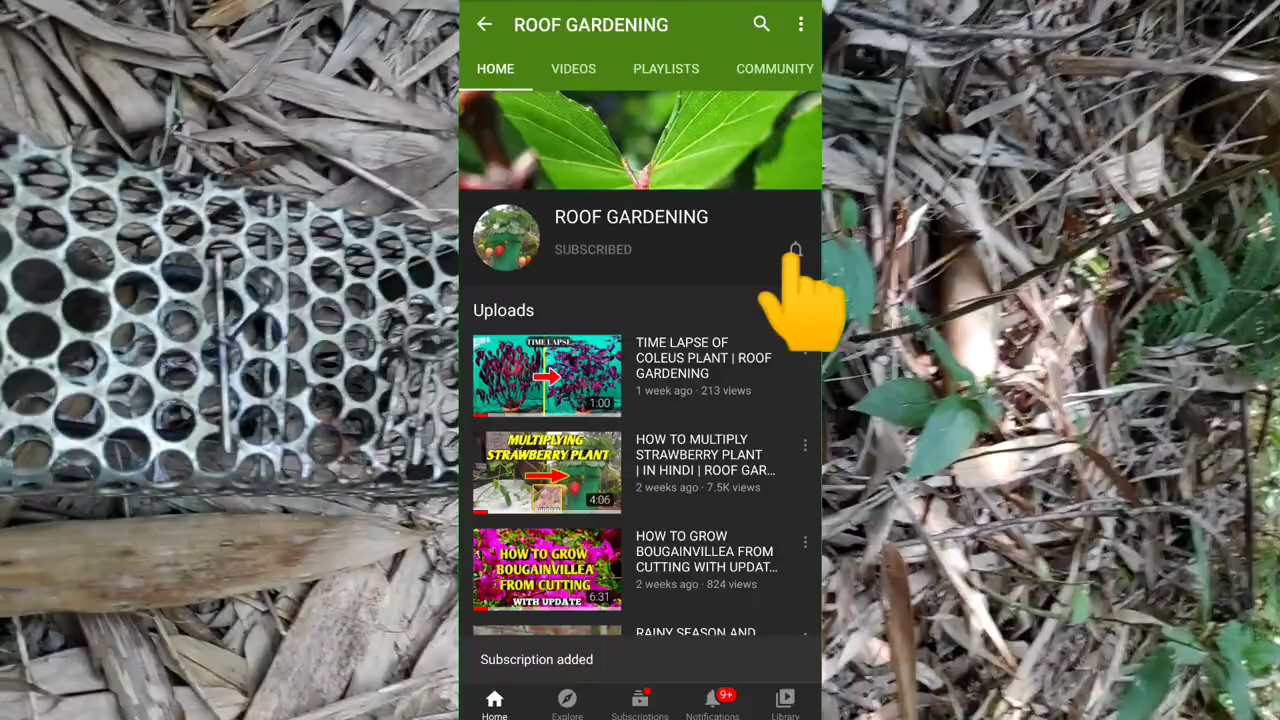 ROOF GARDENING
HOME VIDEOS PLAYLISTS COMMUNITY
ROOF GARDENING
SUBSCRIBED
Uploads
TIME LAPSE
1:00
TIME LAPSE OF
COLEUS PLANT | ROOF
GARDENING
1 week ago · 213 views
MULTIPLYING
STRAWBERRY PLANT
4:06
HOW TO MULTIPLY
STRAWBERRY PLANT
| IN HINDI | ROOF GAR...
2 weeks ago · 7.5K views
HOW TO GROW
BOUGAINVILLEA
FROM CUTTING
WITH UPDATE
6:31
HOW TO GROW
BOUGAINVILLEA FROM
CUTTING WITH UPDAT...
2 weeks ago · 824 views
RAINY SEASON AND
Subscription added
9+
Home Explore Subscriptions Notifications Library